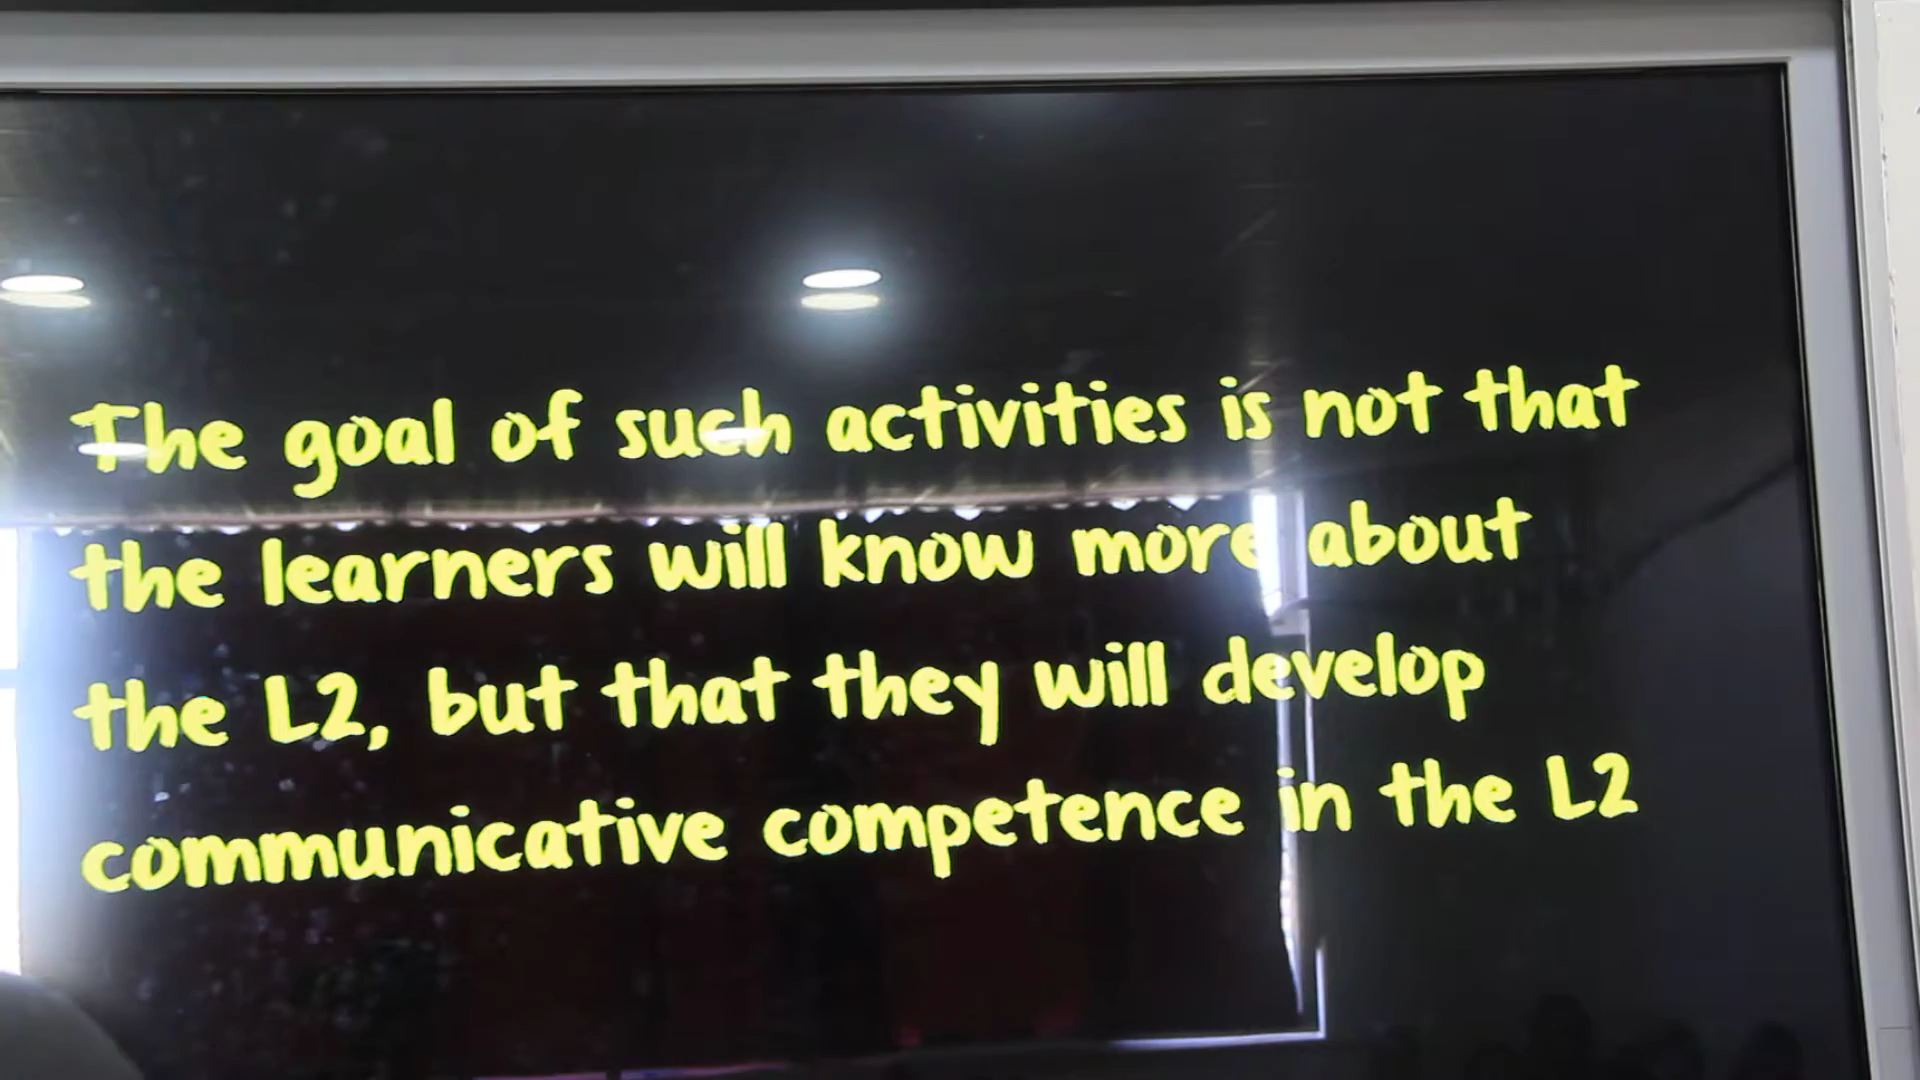 The goal of such activities is not that
the learners will know more about
the L2, but that they will develop
communicative competence in the L2